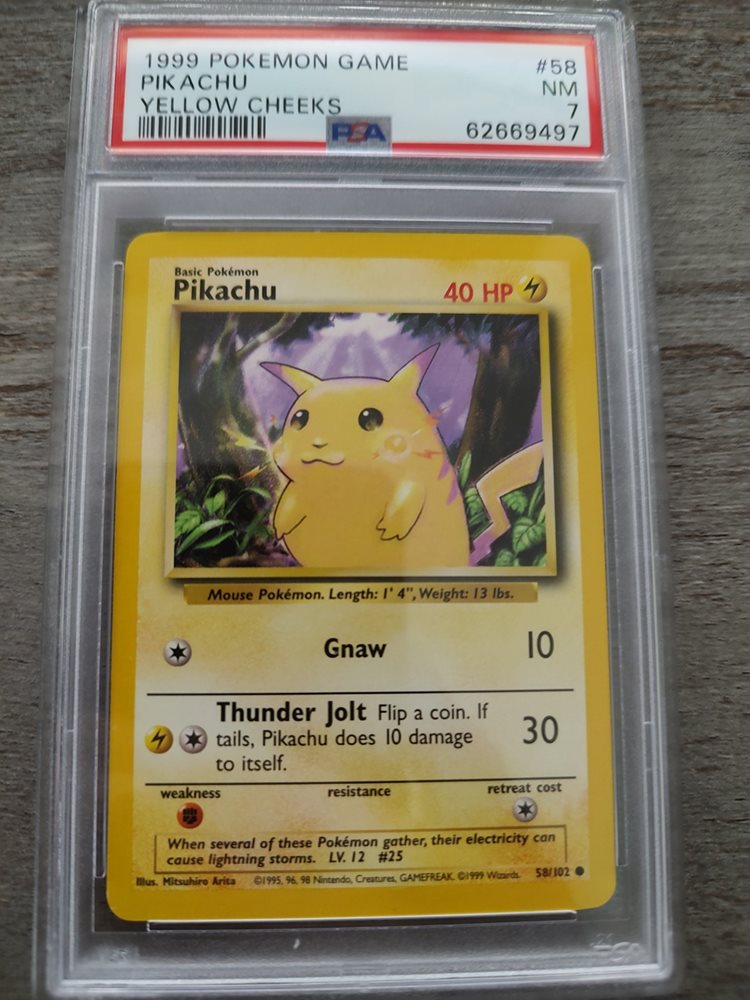 1999 POKEMON GAME #58
PIKACHU NM
YELLOW CHEEKS 7
PSA 62669497
Basic Pokémon
Pikachu 40 HP
Mouse Pokémon. Length: 1' 4", Weight: 13 lbs.
Gnaw 10
Thunder Jolt Flip a coin. If
tails, Pikachu does 10 damage
to itself.
30
weakness resistance retreat cost
When several of these Pokémon gather, their electricity can
cause lightning storms. LV. 12 #25
Illus. Mitsuhiro Arita ©1995, 96, 98 Nintendo, Creatures, GAMEFREAK. ©1999 Wizards. 58/102